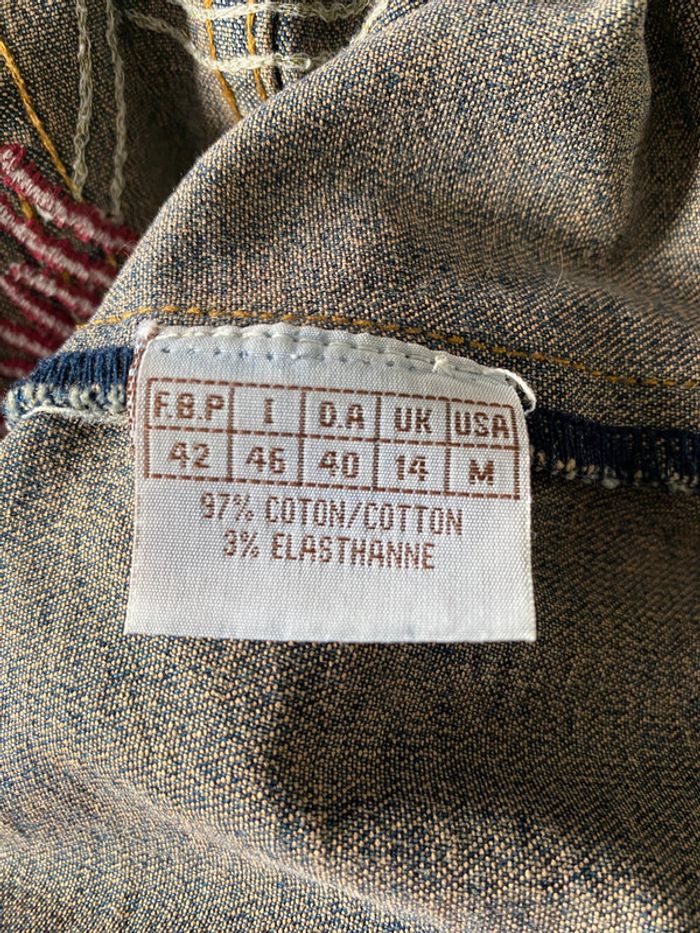 F.B.P I D.A UK USA
42 46 40 14 M
97% COTON/COTTON
3% ELASTHANNE